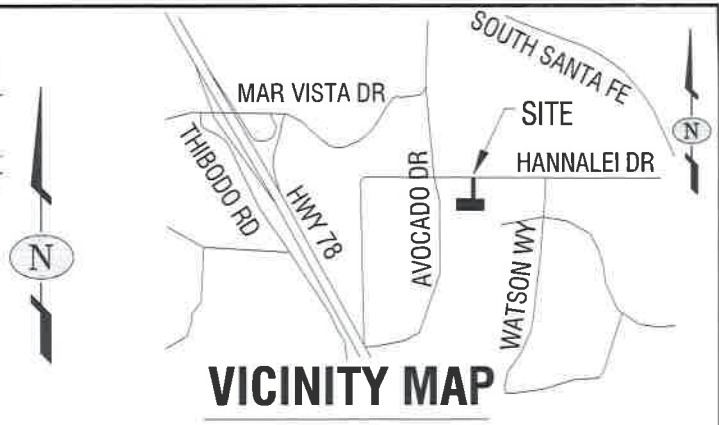 SOUTH SANTA FE
MAR VISTA DR
SITE
N
HANNALEI DR
THIBODO RD
HWY 78
AVOCADO DR
N
WATSON WY
VICINITY MAP